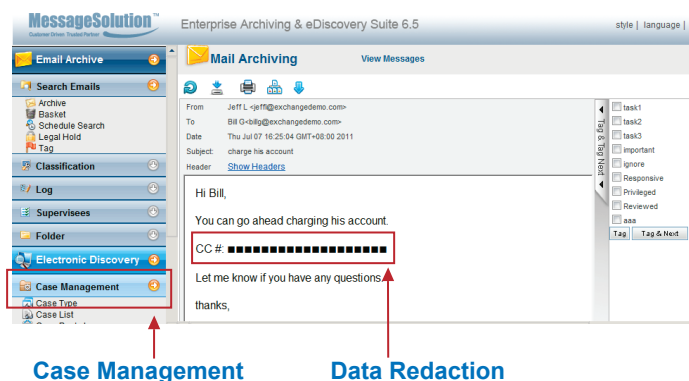 MessageSolution™
Customer Driven Trusted Partner
Enterprise Archiving & eDiscovery Suite 6.5
style | language |
Email Archive
Search Emails
Archive
Basket
Schedule Search
Legal Hold
Tag
Classification
Log
Supervisees
Folder
Electronic Discovery
Case Management
Case Type
Case List
Mail Archiving
View Messages
From Jeff L <jeffl@exchangedemo.com>
To Bill G<billg@exchangedemo.com>
Date Thu Jul 07 16:25:04 GMT+08:00 2011
Subject: charge his account
Header Show Headers
Hi Bill,
You can go ahead charging his account.
CC #: ■■■■■■■■■■■■■■■■■■■
Let me know if you have any questions
thanks,
Tag & Tag Next
task1
task2
task3
important
ignore
Responsive
Privileged
Reviewed
aaa
Tag Tag & Next
Case Management
Data Redaction